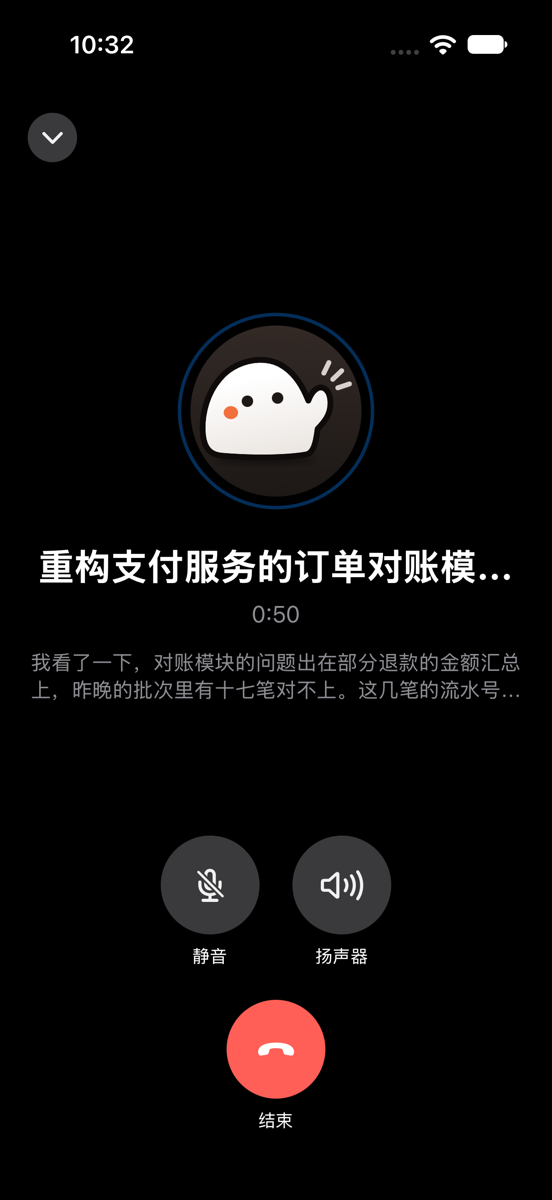 10:32
重构支付服务的订单对账模...
0:50
我看了一下，对账模块的问题出在部分退款的金额汇总
上，昨晚的批次里有十七笔对不上。这几笔的流水号...
静音
扬声器
结束